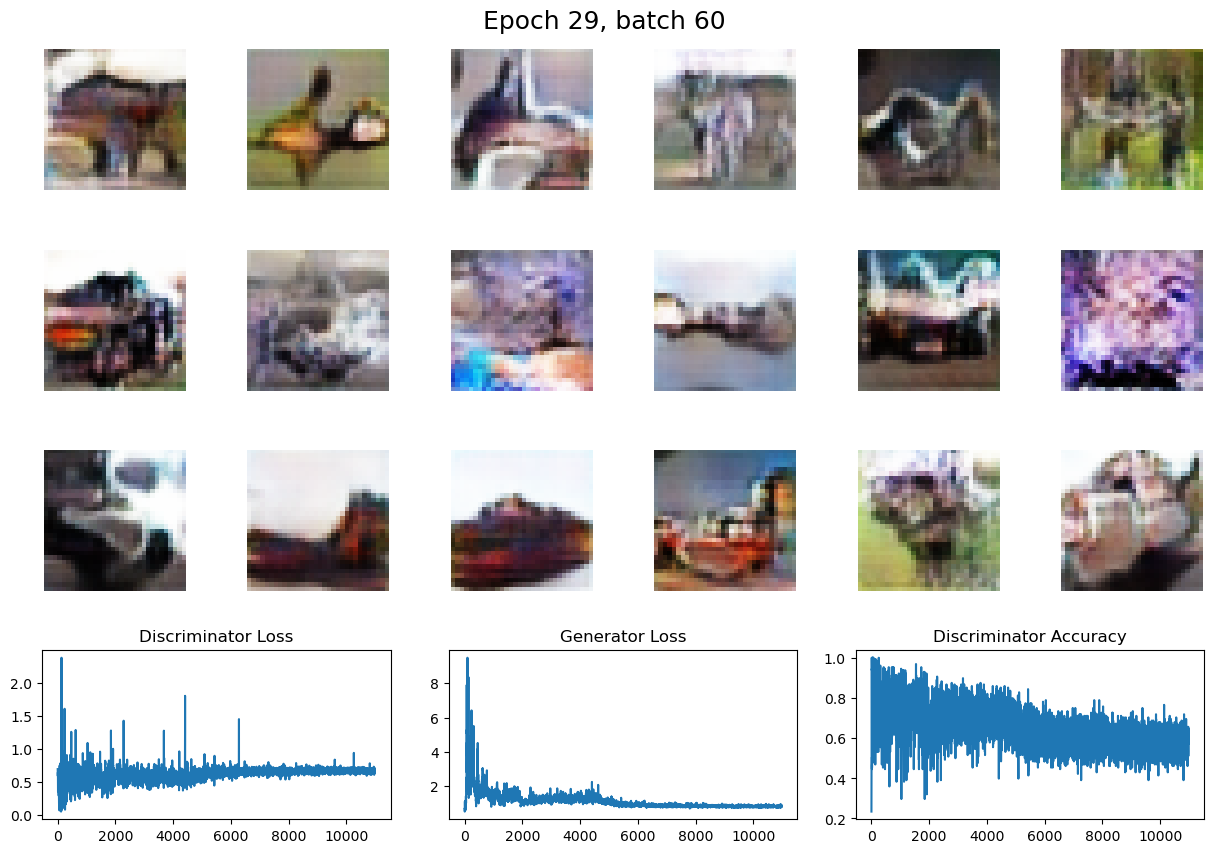 Epoch 29, batch 60
Discriminator Loss
Generator Loss
Discriminator Accuracy
2.0
1.5
1.0
0.5
0.0
0 2000 4000 6000 8000 10000
8
6
4
2
0 2000 4000 6000 8000 10000
1.0
0.8
0.6
0.4
0.2
0 2000 4000 6000 8000 10000